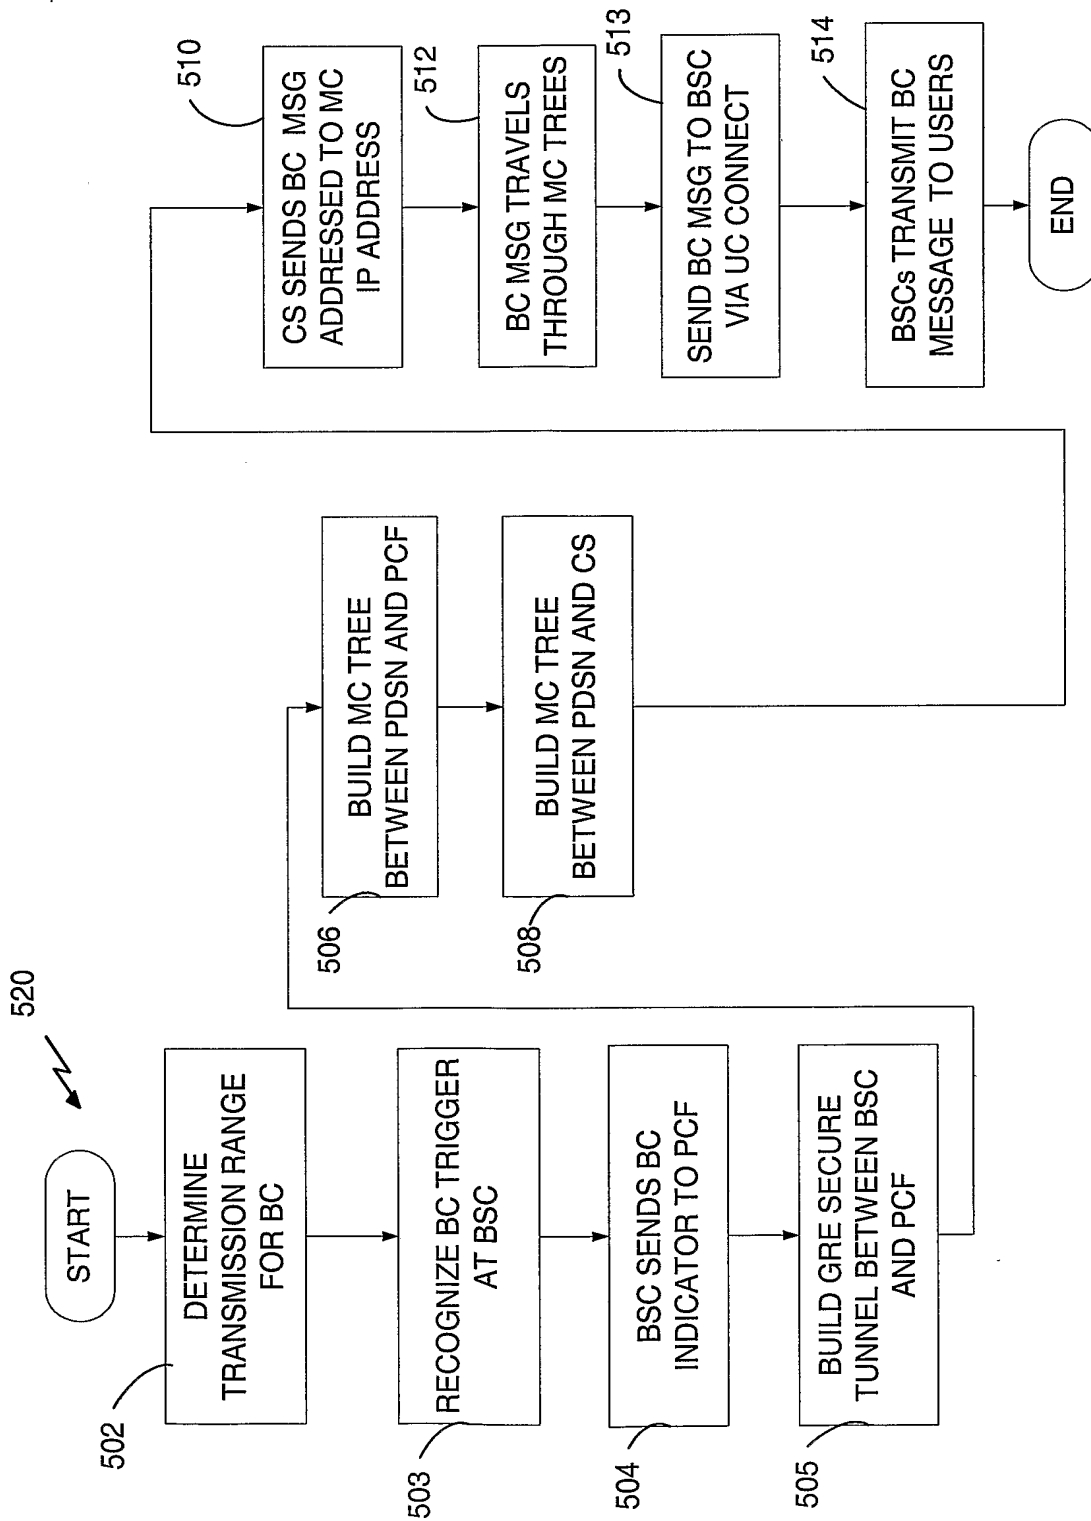 520
START
502
DETERMINE
TRANSMISSION RANGE
FOR BC
503
RECOGNIZE BC TRIGGER
AT BSC
504
BSC SENDS BC
INDICATOR TO PCF
505
BUILD GRE SECURE
TUNNEL BETWEEN BSC
AND PCF
506
BUILD MC TREE
BETWEEN PDSN AND PCF
508
BUILD MC TREE
BETWEEN PDSN AND CS
510
CS SENDS BC MSG
ADDRESSED TO MC
IP ADDRESS
512
BC MSG TRAVELS
THROUGH MC TREES
513
SEND BC MSG TO BSC
VIA UC CONNECT
514
BSCs TRANSMIT BC
MESSAGE TO USERS
END